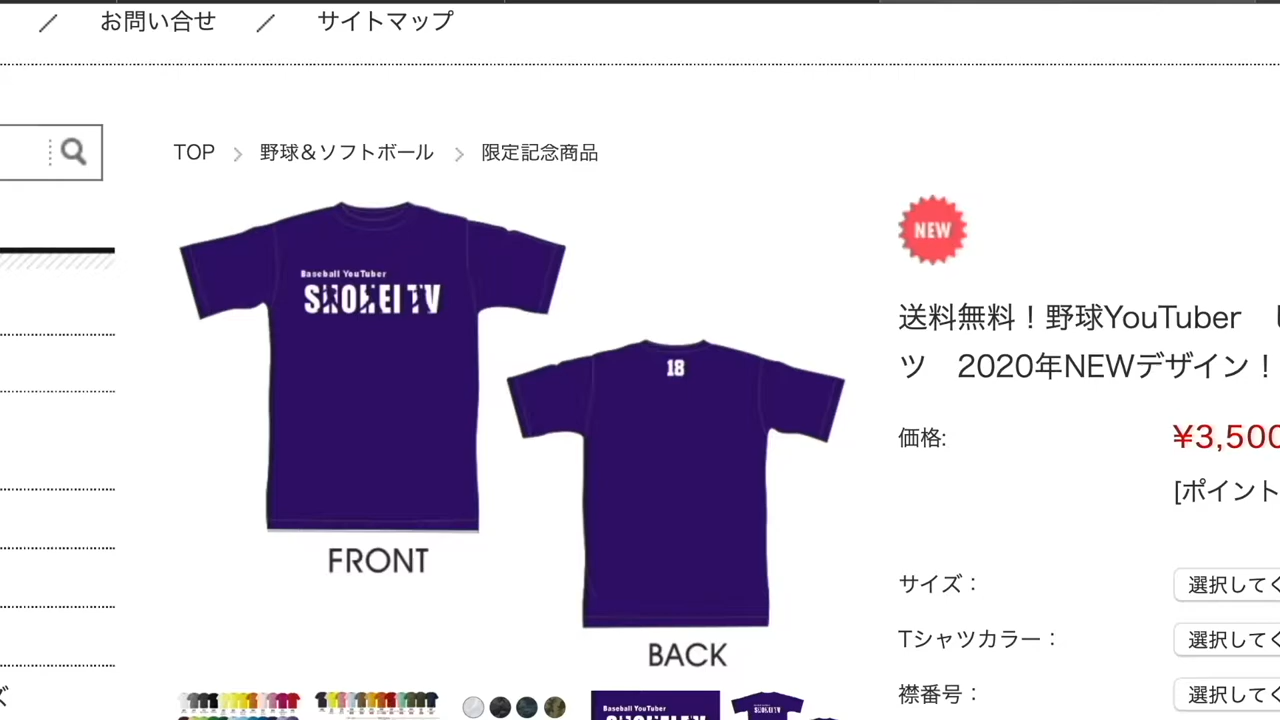 お問い合せ
サイトマップ
TOP
野球＆ソフトボール
限定記念商品
Baseball YouTuber
SHOHEI TV
18
FRONT
BACK
NEW
送料無料！野球YouTuber
ツ　2020年NEWデザイン！
価格:
¥3,500
[ポイント
サイズ：
選択してく
Tシャツカラー：
選択してく
襟番号：
選択してく
Baseball YouTuber
SHOHEI TV